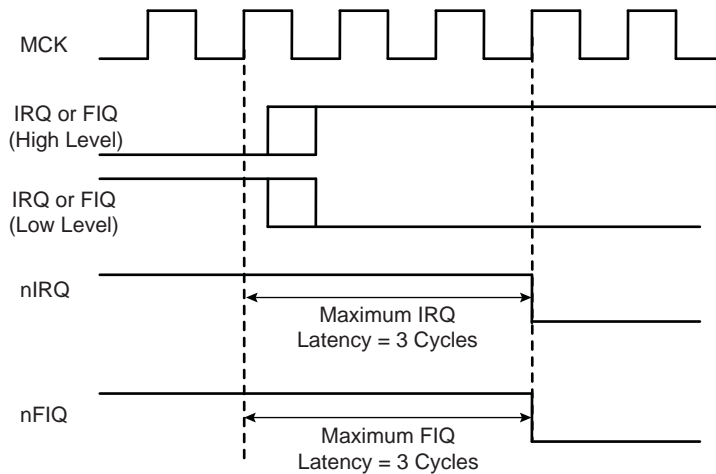 MCK
IRQ or FIQ
(High Level)
IRQ or FIQ
(Low Level)
nIRQ
Maximum IRQ
Latency = 3 Cycles
nFIQ
Maximum FIQ
Latency = 3 Cycles